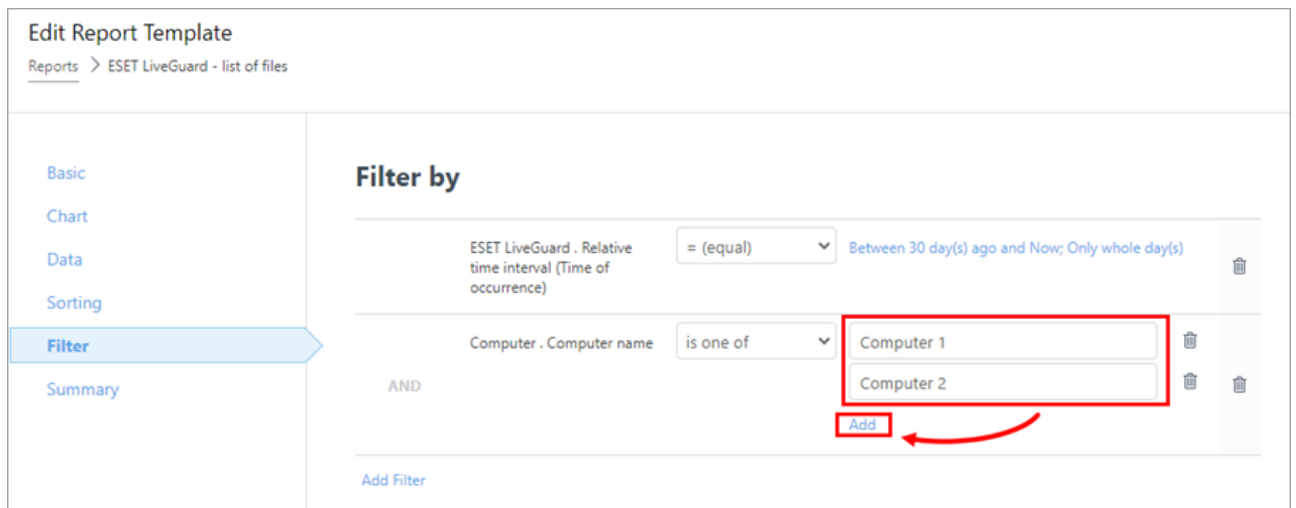 Edit Report Template
Reports > ESET LiveGuard - list of files
Basic
Chart
Data
Sorting
Filter
Summary
Filter by
ESET LiveGuard . Relative
time interval (Time of
occurrence)
= (equal)
Between 30 day(s) ago and Now; Only whole day(s)
AND
Computer . Computer name
is one of
Computer 1
Computer 2
Add
Add Filter